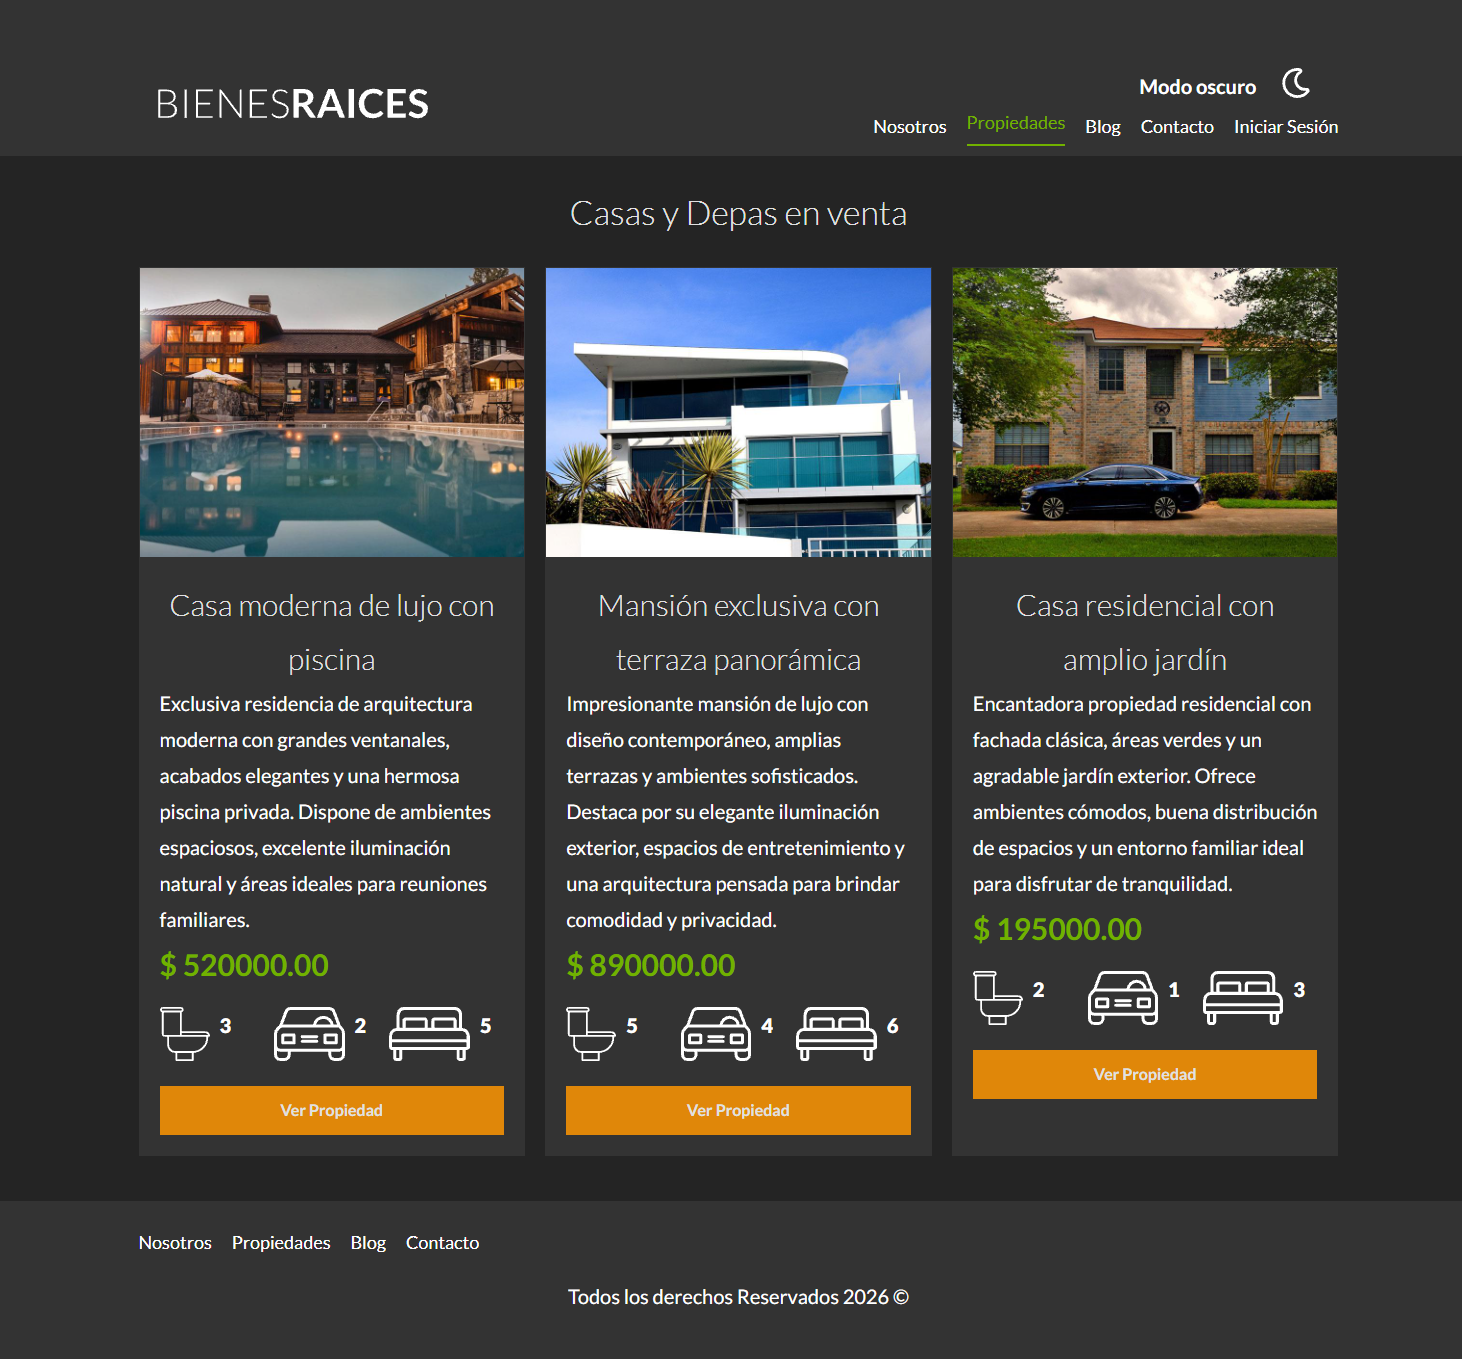 BIENESRAICES
Modo oscuro
Nosotros Propiedades Blog Contacto Iniciar Sesión
Casas y Depas en venta
Casa moderna de lujo con
piscina
Exclusiva residencia de arquitectura
moderna con grandes ventanales,
acabados elegantes y una hermosa
piscina privada. Dispone de ambientes
espaciosos, excelente iluminación
natural y áreas ideales para reuniones
familiares.
$ 520000.00
3 2 5
Ver Propiedad
Mansión exclusiva con
terraza panorámica
Impresionante mansión de lujo con
diseño contemporáneo, amplias
terrazas y ambientes sofisticados.
Destaca por su elegante iluminación
exterior, espacios de entretenimiento y
una arquitectura pensada para brindar
comodidad y privacidad.
$ 890000.00
5 4 6
Ver Propiedad
Casa residencial con
amplio jardín
Encantadora propiedad residencial con
fachada clásica, áreas verdes y un
agradable jardín exterior. Ofrece
ambientes cómodos, buena distribución
de espacios y un entorno familiar ideal
para disfrutar de tranquilidad.
$ 195000.00
2 1 3
Ver Propiedad
Nosotros Propiedades Blog Contacto
Todos los derechos Reservados 2026 ©